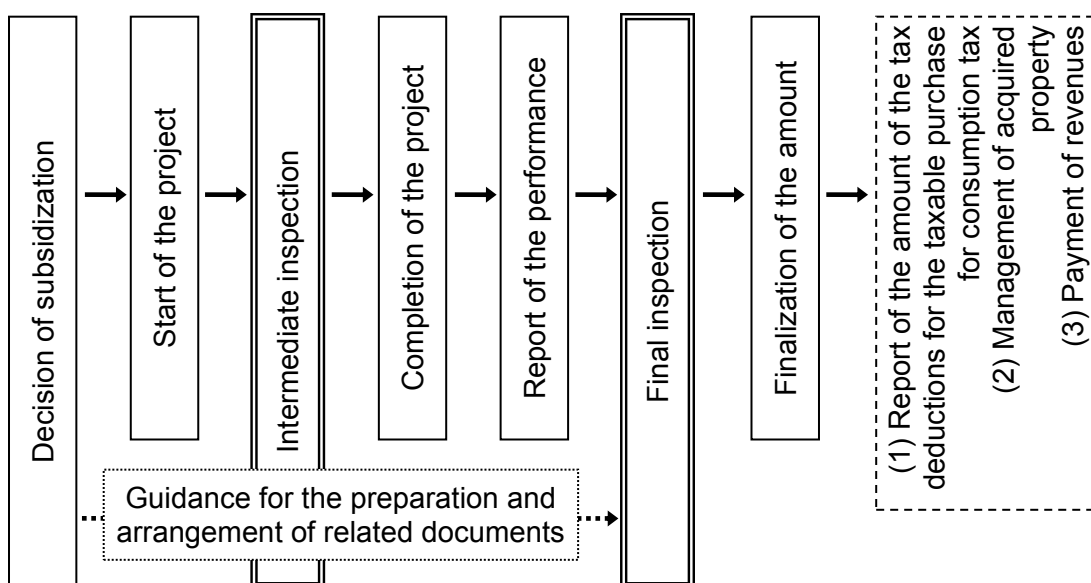 Decision of subsidization
Start of the project
Intermediate inspection
Completion of the project
Report of the performance
Final inspection
Finalization of the amount
(1) Report of the amount of the tax
deductions for the taxable purchase
for consumption tax
(2) Management of acquired
property
(3) Payment of revenues
Guidance for the preparation and
arrangement of related documents